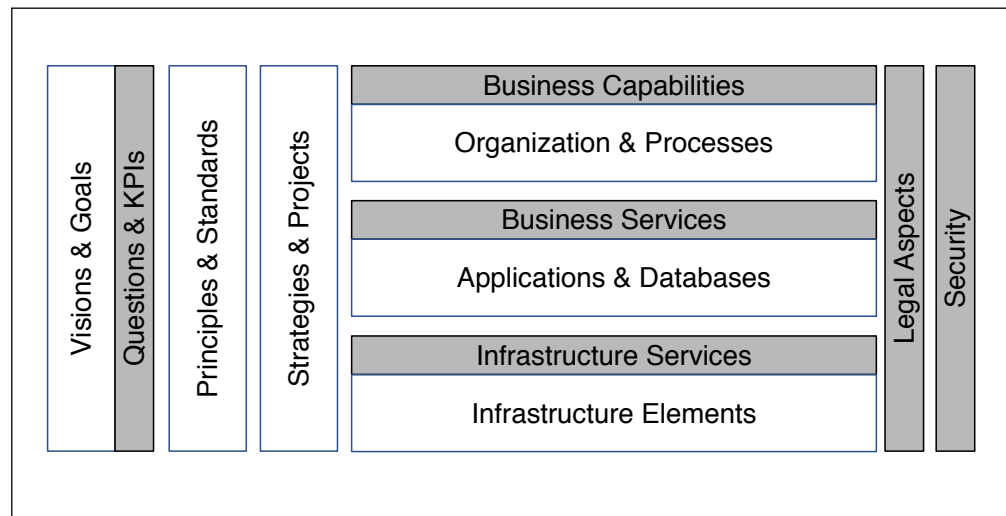 Visions & Goals
Questions & KPIs
Principles & Standards
Strategies & Projects
Business Capabilities
Organization & Processes
Business Services
Applications & Databases
Infrastructure Services
Infrastructure Elements
Legal Aspects
Security